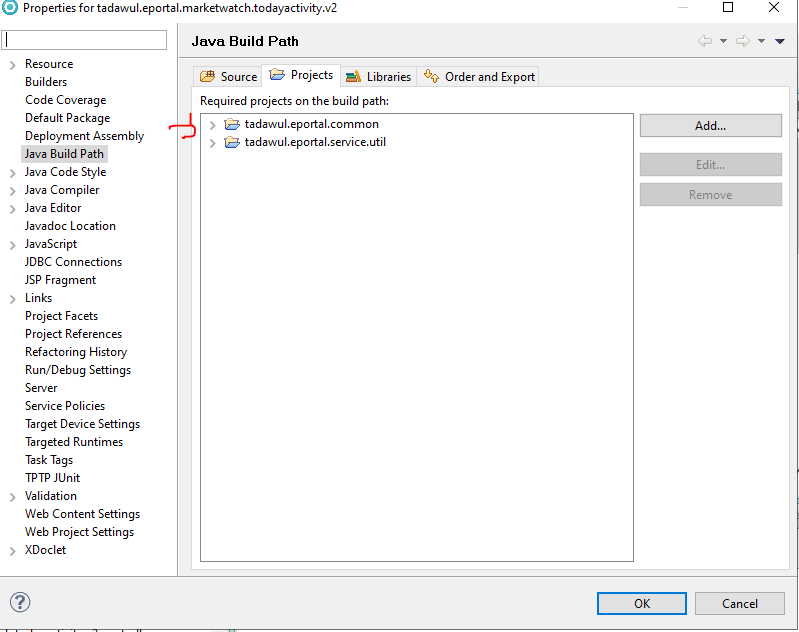 Properties for tadawul.eportal.marketwatch.todayactivity.v2
Java Build Path
Resource
Builders
Code Coverage
Default Package
Deployment Assembly
Java Build Path
Java Code Style
Java Compiler
Java Editor
Javadoc Location
JavaScript
JDBC Connections
JSP Fragment
Links
Project Facets
Project References
Refactoring History
Run/Debug Settings
Server
Service Policies
Target Device Settings
Targeted Runtimes
Task Tags
TPTP JUnit
Validation
Web Content Settings
Web Project Settings
XDoclet
Source Projects Libraries Order and Export
Required projects on the build path:
tadawul.eportal.common
tadawul.eportal.service.util
Add...
Edit...
Remove
OK Cancel